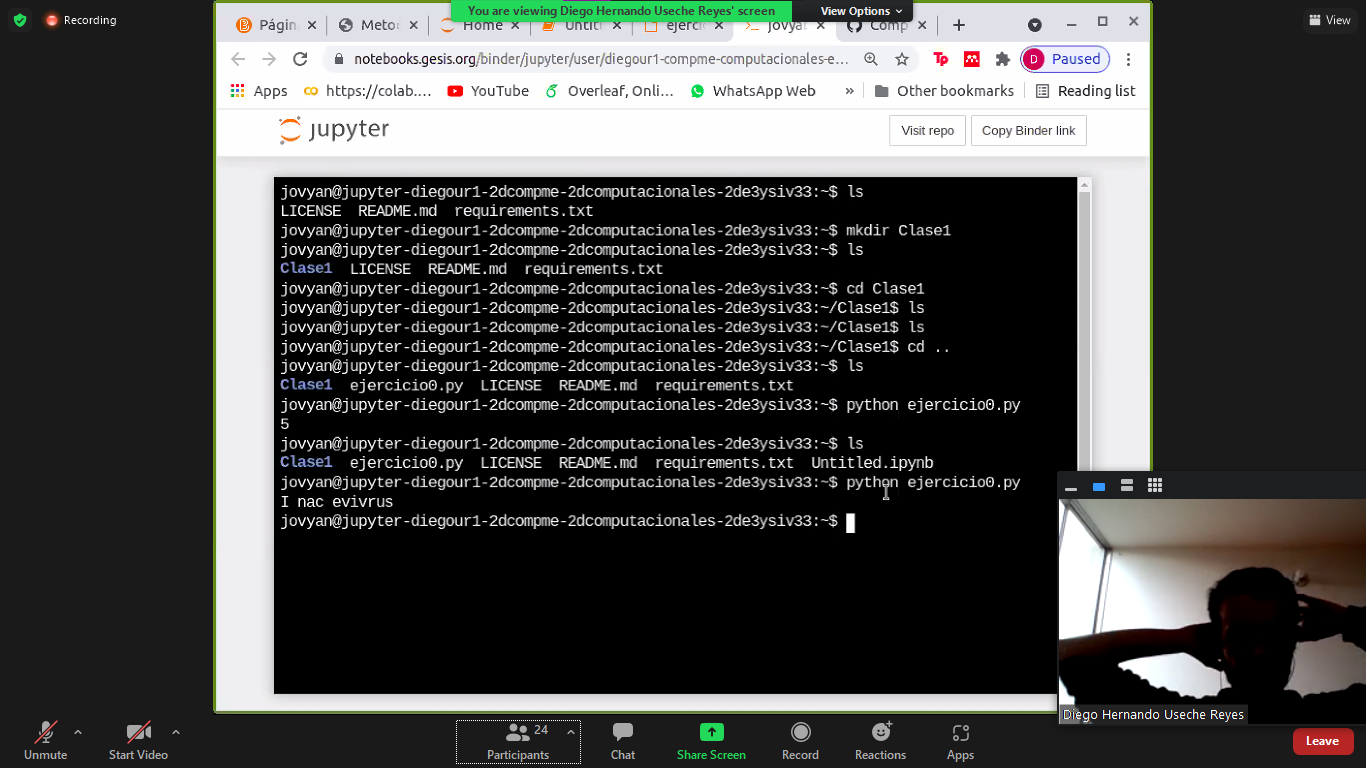 Recording
You are viewing Diego Hernando Useche Reyes' screen
View Options
View
Págin
Meto
Home
Untitl
ejerci
jovyat
Comp
notebooks.gesis.org/binder/jupyter/user/diegour1-compme-computacionales-e...
D
Paused
Apps
https://colab....
YouTube
Overleaf, Onli...
WhatsApp Web
»
Other bookmarks
Reading list
jupyter
Visit repo
Copy Binder link
jovyan@jupyter-diegour1-2dcompme-2dcomputacionales-2de3ysiv33:~$ ls
LICENSE README.md requirements.txt
jovyan@jupyter-diegour1-2dcompme-2dcomputacionales-2de3ysiv33:~$ mkdir Clase1
jovyan@jupyter-diegour1-2dcompme-2dcomputacionales-2de3ysiv33:~$ ls
Clase1 LICENSE README.md requirements.txt
jovyan@jupyter-diegour1-2dcompme-2dcomputacionales-2de3ysiv33:~$ cd Clase1
jovyan@jupyter-diegour1-2dcompme-2dcomputacionales-2de3ysiv33:~/Clase1$ ls
jovyan@jupyter-diegour1-2dcompme-2dcomputacionales-2de3ysiv33:~/Clase1$ ls
jovyan@jupyter-diegour1-2dcompme-2dcomputacionales-2de3ysiv33:~/Clase1$ cd ..
jovyan@jupyter-diegour1-2dcompme-2dcomputacionales-2de3ysiv33:~$ ls
Clase1 ejercicio0.py LICENSE README.md requirements.txt
jovyan@jupyter-diegour1-2dcompme-2dcomputacionales-2de3ysiv33:~$ python ejercicio0.py
5
jovyan@jupyter-diegour1-2dcompme-2dcomputacionales-2de3ysiv33:~$ ls
Clase1 ejercicio0.py LICENSE README.md requirements.txt Untitled.ipynb
jovyan@jupyter-diegour1-2dcompme-2dcomputacionales-2de3ysiv33:~$ python ejercicio0.py
I nac evivrus
jovyan@jupyter-diegour1-2dcompme-2dcomputacionales-2de3ysiv33:~$
Diego Hernando Useche Reyes
Unmute
Start Video
Participants
24
Chat
Share Screen
Record
Reactions
Apps
Leave